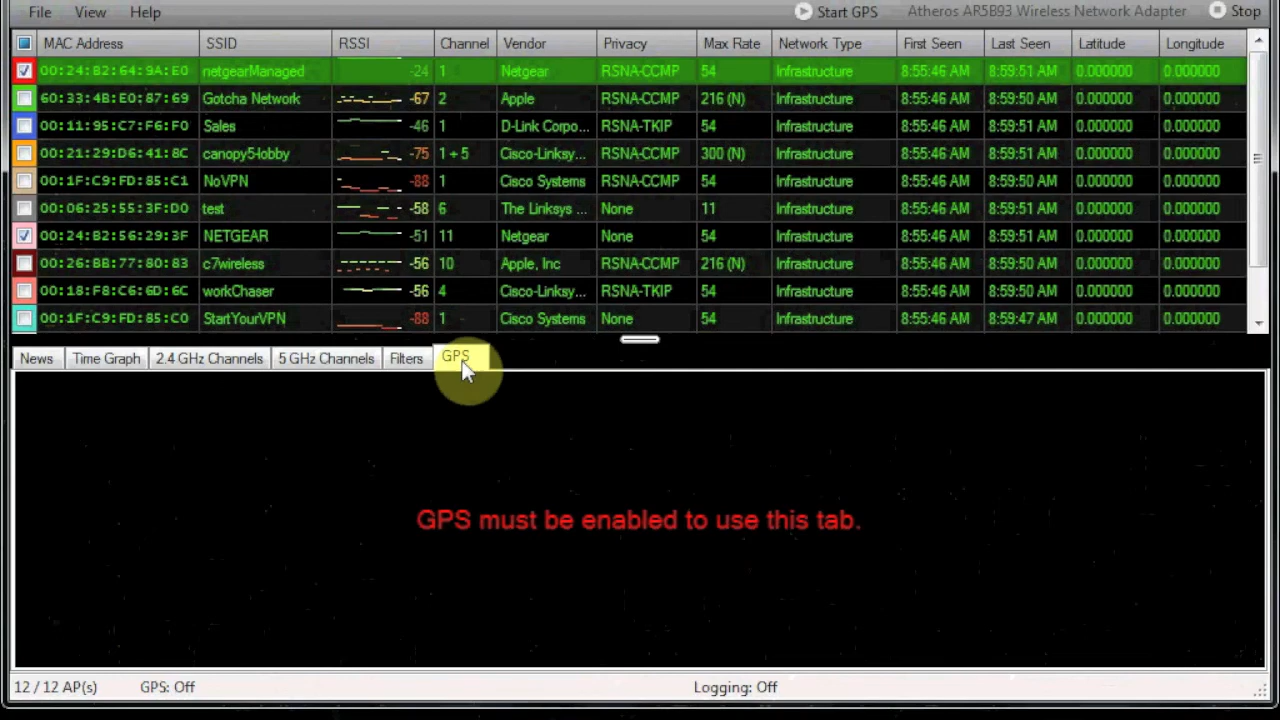 File View Help Start GPS Atheros AR5B93 Wireless Network Adapter Stop
MAC Address SSID RSSI Channel Vendor Privacy Max Rate Network Type First Seen Last Seen Latitude Longitude
00:24:B2:64:9A:E0 netgearManaged -24 1 Netgear RSNA-CCMP 54 Infrastructure 8:55:46 AM 8:59:51 AM 0.000000 0.000000
60:33:4B:E0:87:69 Gotcha Network -67 2 Apple RSNA-CCMP 216 (N) Infrastructure 8:55:46 AM 8:59:50 AM 0.000000 0.000000
00:11:95:C7:F6:F0 Sales -46 1 D-Link Corpo... RSNA-TKIP 54 Infrastructure 8:55:46 AM 8:59:51 AM 0.000000 0.000000
00:21:29:D6:41:8C canopy5-lobby -75 1 + 5 Cisco-Linksy... RSNA-CCMP 300 (N) Infrastructure 8:55:46 AM 8:59:51 AM 0.000000 0.000000
00:1F:C9:FD:85:C1 NoVPN -88 1 Cisco Systems RSNA-CCMP 54 Infrastructure 8:55:46 AM 8:59:50 AM 0.000000 0.000000
00:06:25:55:3F:D0 test -58 6 The Linksys ... None 11 Infrastructure 8:55:46 AM 8:59:51 AM 0.000000 0.000000
00:24:B2:56:29:3F NETGEAR -51 11 Netgear None 54 Infrastructure 8:55:46 AM 8:59:51 AM 0.000000 0.000000
00:26:BB:77:80:83 c7wireless -56 10 Apple, Inc RSNA-CCMP 216 (N) Infrastructure 8:55:46 AM 8:59:51 AM 0.000000 0.000000
00:18:F8:C6:6D:6C workChaser -56 4 Cisco-Linksy... RSNA-TKIP 54 Infrastructure 8:55:46 AM 8:59:50 AM 0.000000 0.000000
00:1F:C9:FD:85:C0 StartYourVPN -88 1 Cisco Systems None 54 Infrastructure 8:55:46 AM 8:59:47 AM 0.000000 0.000000
News Time Graph 2.4 GHz Channels 5 GHz Channels Filters GPS
GPS must be enabled to use this tab.
12 / 12 AP(s) GPS: Off Logging: Off